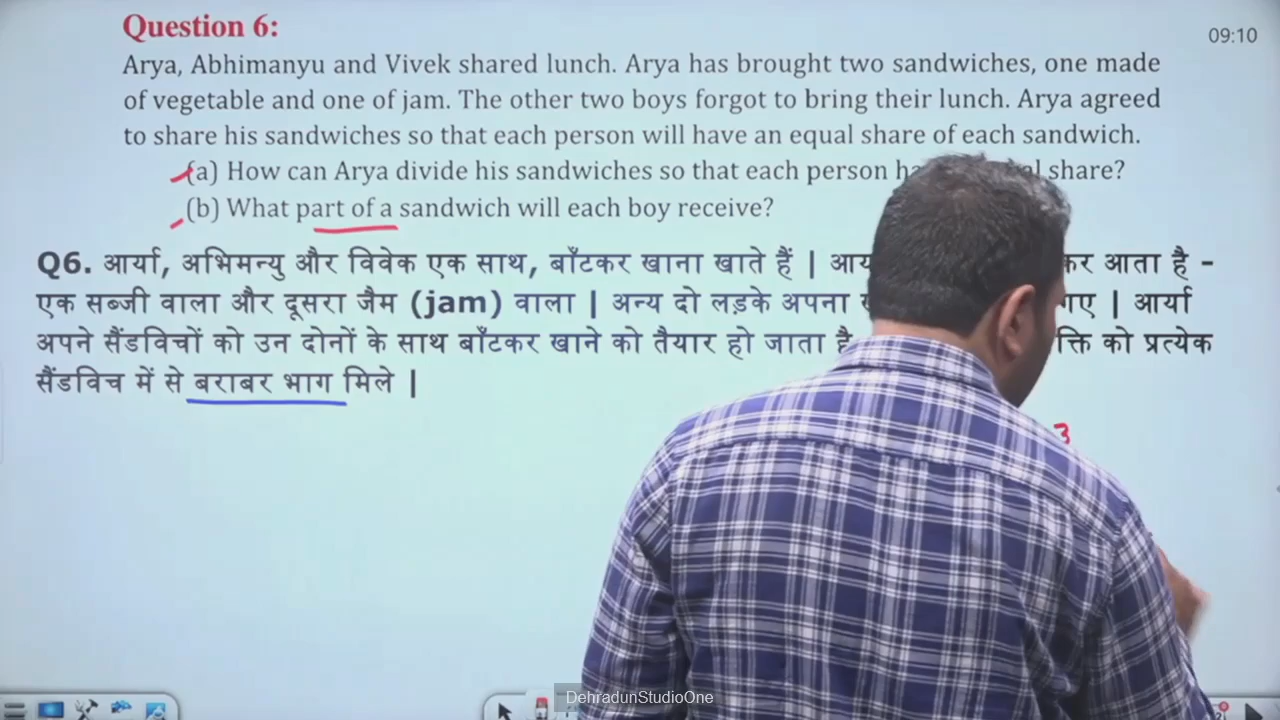 Question 6:
09:10
Arya, Abhimanyu and Vivek shared lunch. Arya has brought two sandwiches, one made
of vegetable and one of jam. The other two boys forgot to bring their lunch. Arya agreed
to share his sandwiches so that each person will have an equal share of each sandwich.
(a) How can Arya divide his sandwiches so that each person share?
(b) What part of a sandwich will each boy receive?
Q6. आर्या, अभिमन्यु और विवेक एक साथ, बाँटकर खाना खाते हैं | आता है -
एक सब्जी वाला और दूसरा जैम (jam) वाला | अन्य दो लड़के अपना | आर्या
अपने सैंडविचों को उन दोनों के साथ बाँटकर खाने को तैयार हो जाता है को प्रत्येक
सैंडविच में से बराबर भाग मिले |
3
DehradunStudioOne